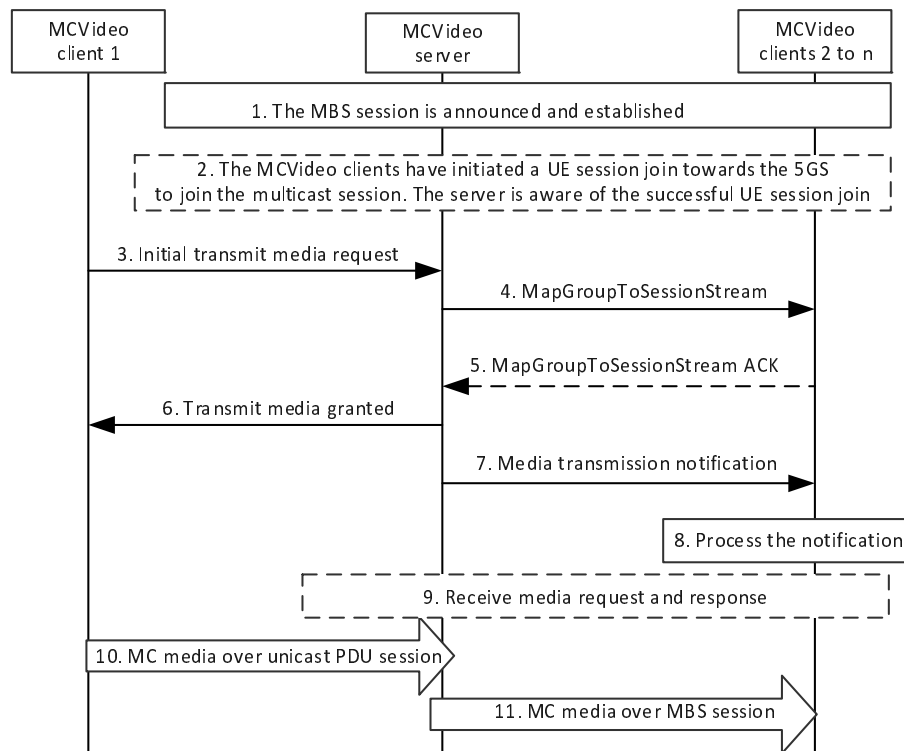 MCVideo
client 1
MCVideo
server
MCVideo
clients 2 to n
1. The MBS session is announced and established
2. The MCVideo clients have initiated a UE session join towards the 5GS
to join the multicast session. The server is aware of the successful UE session join
3. Initial transmit media request
4. MapGroupToSessionStream
5. MapGroupToSessionStream ACK
6. Transmit media granted
7. Media transmission notification
8. Process the notification
9. Receive media request and response
10. MC media over unicast PDU session
11. MC media over MBS session